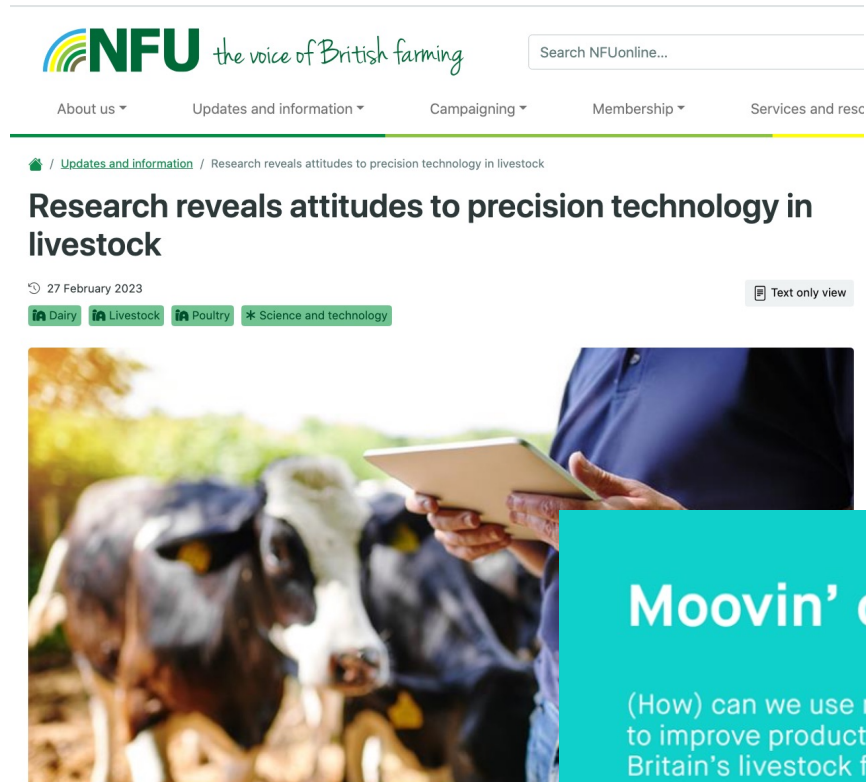 NFU the voice of British farming
Search NFUonline...
About us Updates and information Campaigning Membership Services and
Updates and information / Research reveals attitudes to precision technology in livestock
Research reveals attitudes to precision technology in
livestock
27 February 2023
Text only view
Dairy Livestock Poultry Science and technology
Moovin'
(How) can we use
to improve
Britain's livestock